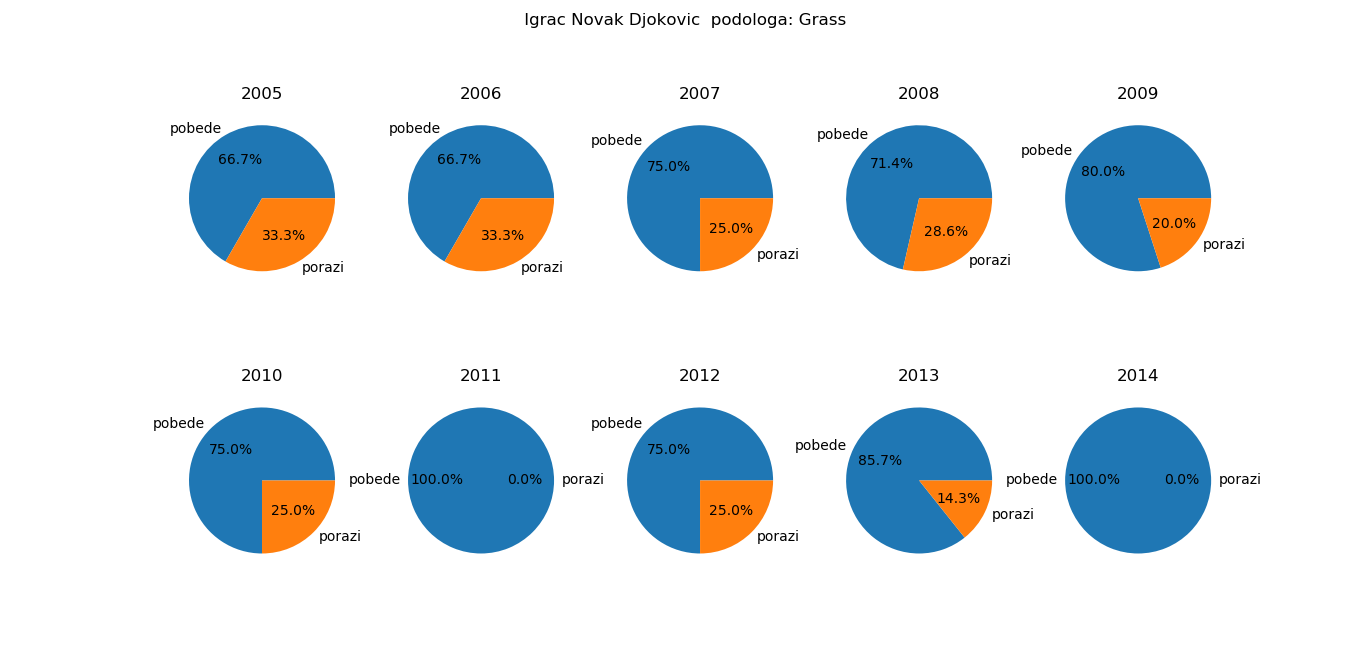 Igrac Novak Djokovic  podologa: Grass
2005
pobede
66.7%
33.3%
porazi
2006
pobede
66.7%
33.3%
porazi
2007
pobede
75.0%
25.0%
porazi
2008
pobede
71.4%
28.6%
porazi
2009
pobede
80.0%
20.0%
porazi
2010
pobede
75.0%
25.0%
porazi
2011
pobede
100.0%
0.0%
porazi
2012
pobede
75.0%
25.0%
porazi
2013
pobede
85.7%
14.3%
porazi
2014
pobede
100.0%
0.0%
porazi